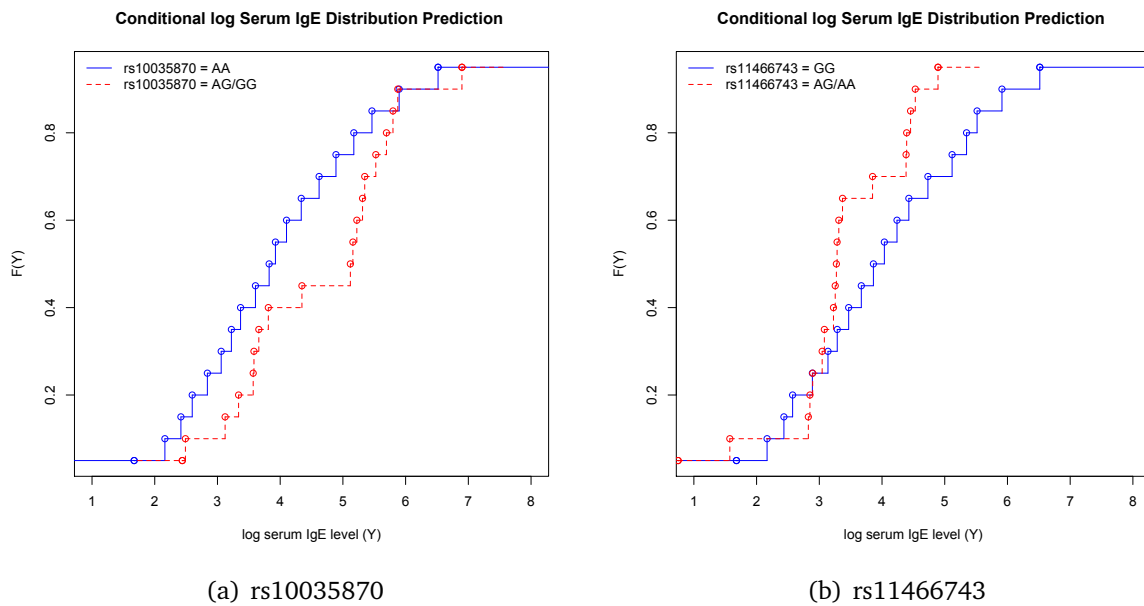 Conditional log Serum IgE Distribution Prediction
rs10035870 = AA
rs10035870 = AG/GG
F(Y)
0.8
0.6
0.4
0.2
1 2 3 4 5 6 7 8
log serum IgE level (Y)
(a) rs10035870
Conditional log Serum IgE Distribution Prediction
rs11466743 = GG
rs11466743 = AG/AA
F(Y)
0.8
0.6
0.4
0.2
1 2 3 4 5 6 7 8
log serum IgE level (Y)
(b) rs11466743